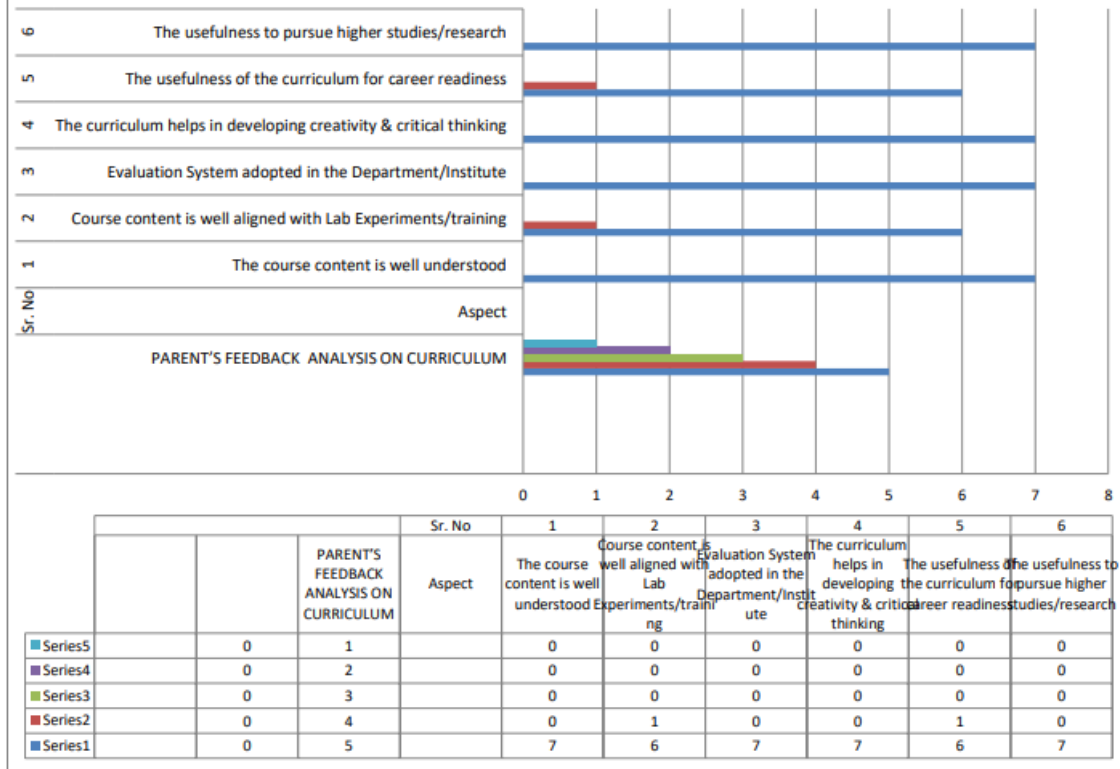 6 The usefulness to pursue higher studies/research
5 The usefulness of the curriculum for career readiness
4 The curriculum helps in developing creativity & critical thinking
3 Evaluation System adopted in the Department/Institute
2 Course content is well aligned with Lab Experiments/training
1 The course content is well understood
Sr. No Aspect
PARENT'S FEEDBACK ANALYSIS ON CURRICULUM
0 1 2 3 4 5 6 7 8
Sr. No 1 2 3 4 5 6
PARENT'S
FEEDBACK
ANALYSIS ON
CURRICULUM
Aspect
The course
content is well
understood
Course content is
well aligned with
Lab
Experiments/traini
ng
Evaluation System
adopted in the
Department/Instit
ute
The curriculum
helps in
developing
creativity & critical
thinking
The usefulness of
the curriculum for
career readiness
The usefulness to
pursue higher
studies/research
Series5 0 1 0 0 0 0 0 0
Series4 0 2 0 0 0 0 0 0
Series3 0 3 0 0 0 0 0 0
Series2 0 4 0 1 0 0 1 0
Series1 0 5 7 6 7 7 6 7